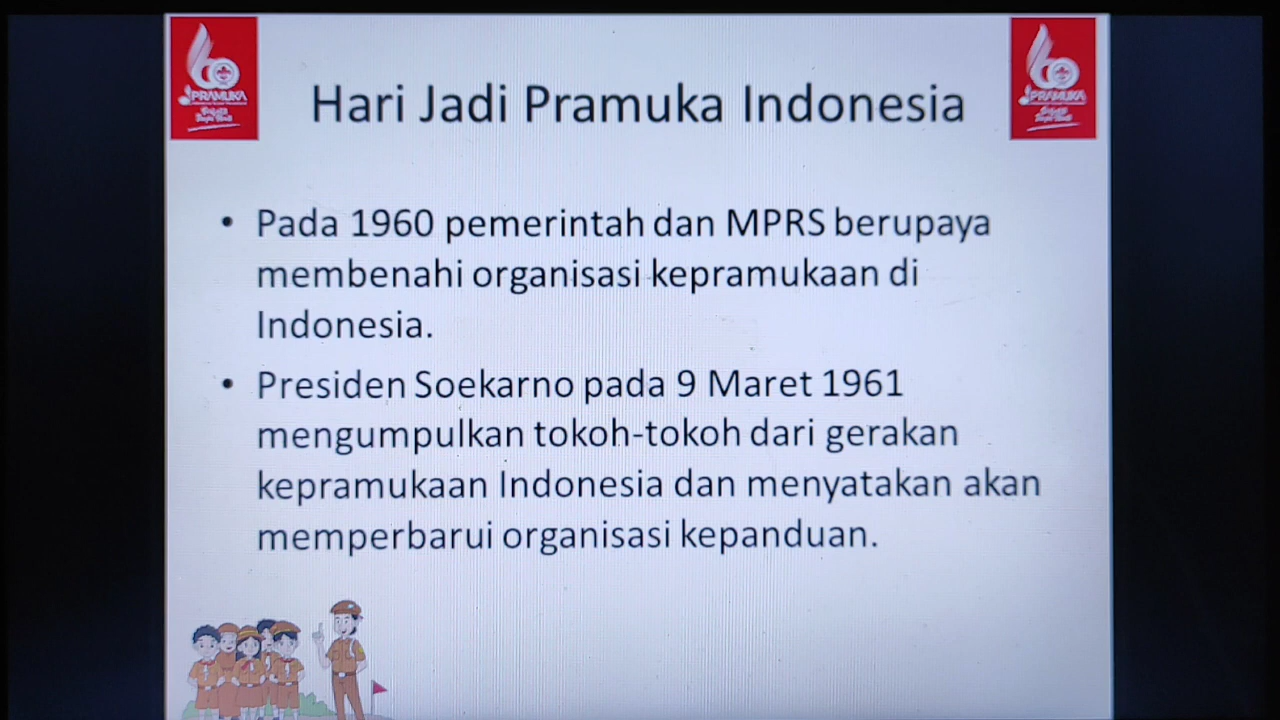 Hari Jadi Pramuka Indonesia
PRAMUKA
PRAMUKA
• Pada 1960 pemerintah dan MPRS berupaya
membenahi organisasi kepramukaan di
Indonesia.
• Presiden Soekarno pada 9 Maret 1961
mengumpulkan tokoh-tokoh dari gerakan
kepramukaan Indonesia dan menyatakan akan
memperbarui organisasi kepanduan.